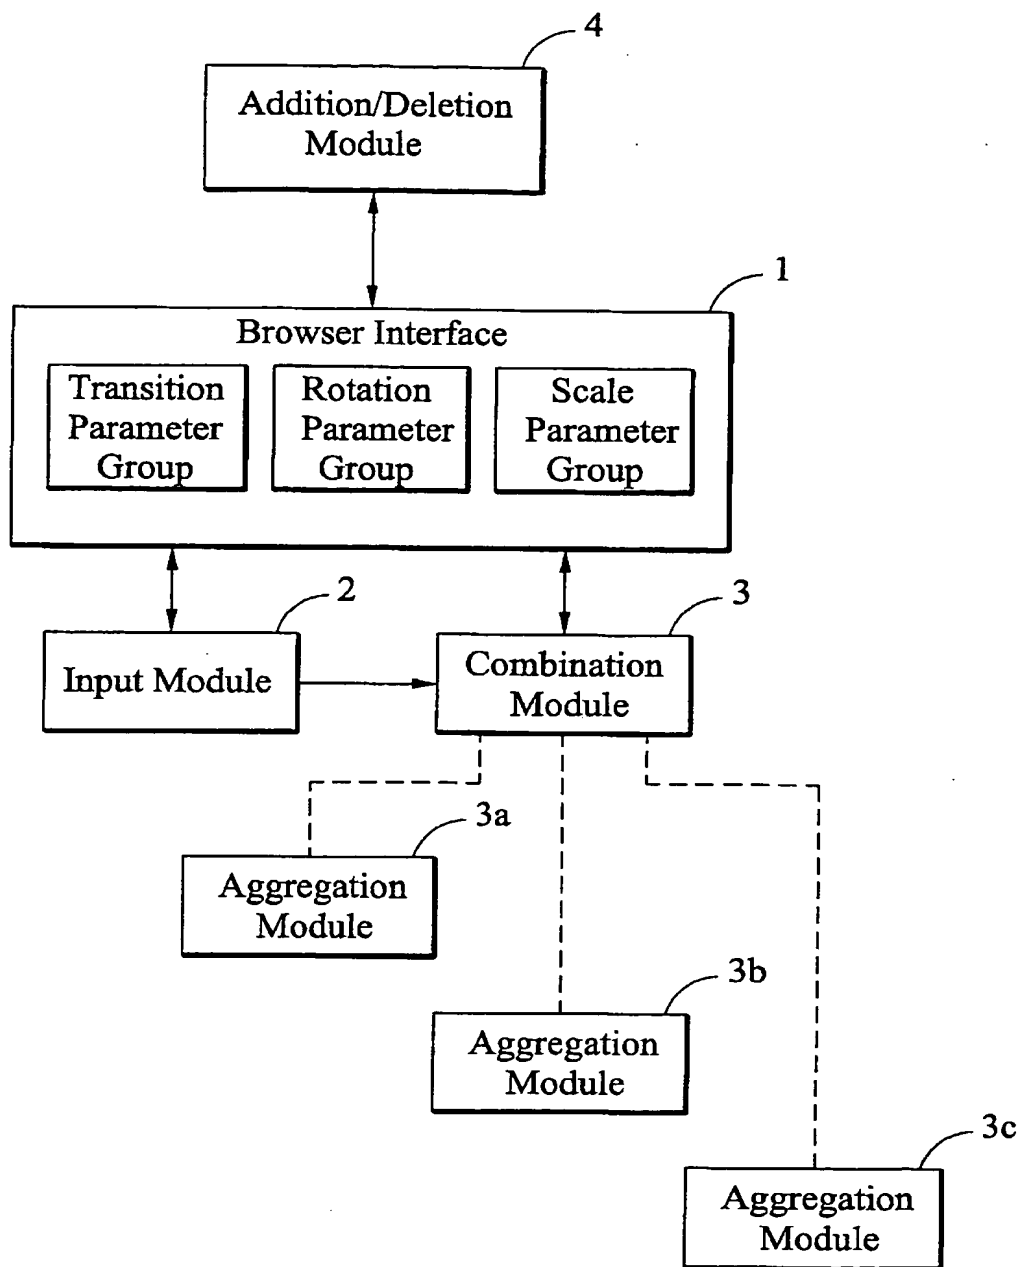 4
Addition/Deletion
Module
1
Browser Interface
Transition
Parameter
Group
Rotation
Parameter
Group
Scale
Parameter
Group
2
Input Module
3
Combination
Module
3a
Aggregation
Module
3b
Aggregation
Module
3c
Aggregation
Module